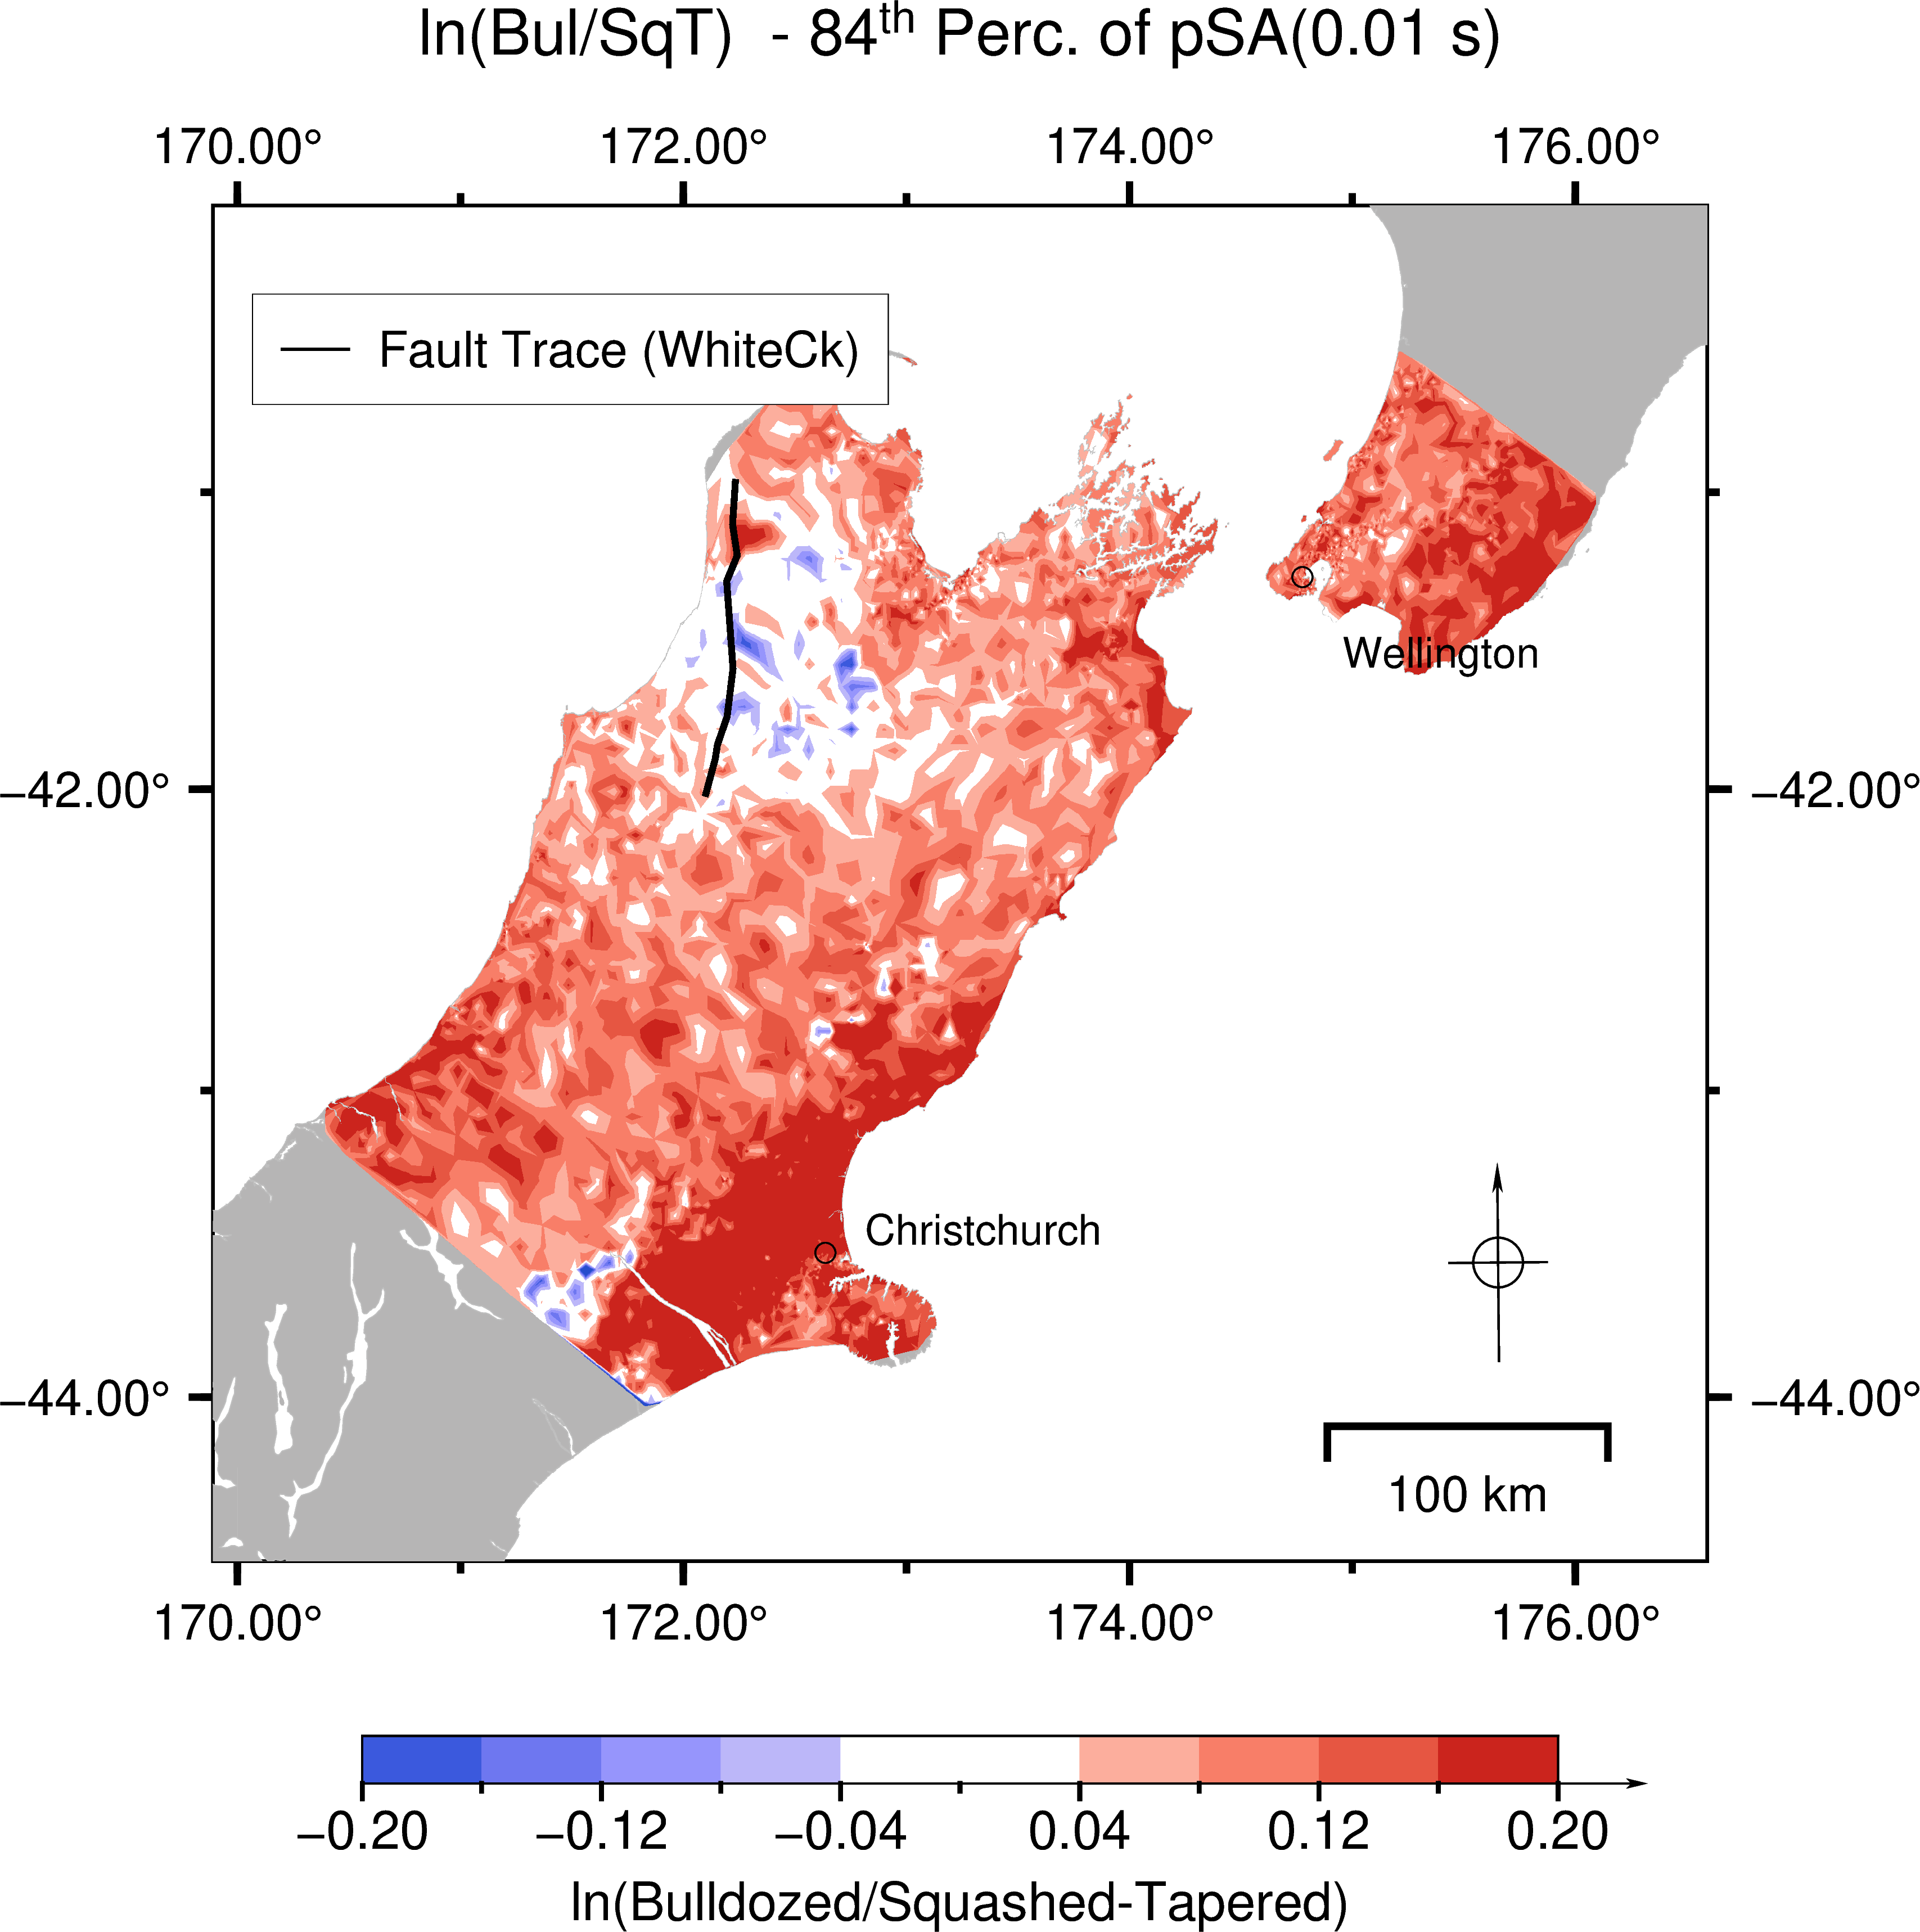 ln(Bul/SqT) - 84th Perc. of pSA(0.01 s)
170.00° 172.00° 174.00° 176.00°
Fault Trace (WhiteCk)
Wellington
−42.00° −42.00°
Christchurch
−44.00° −44.00°
100 km
170.00° 172.00° 174.00° 176.00°
−0.20 −0.12 −0.04 0.04 0.12 0.20
ln(Bulldozed/Squashed-Tapered)